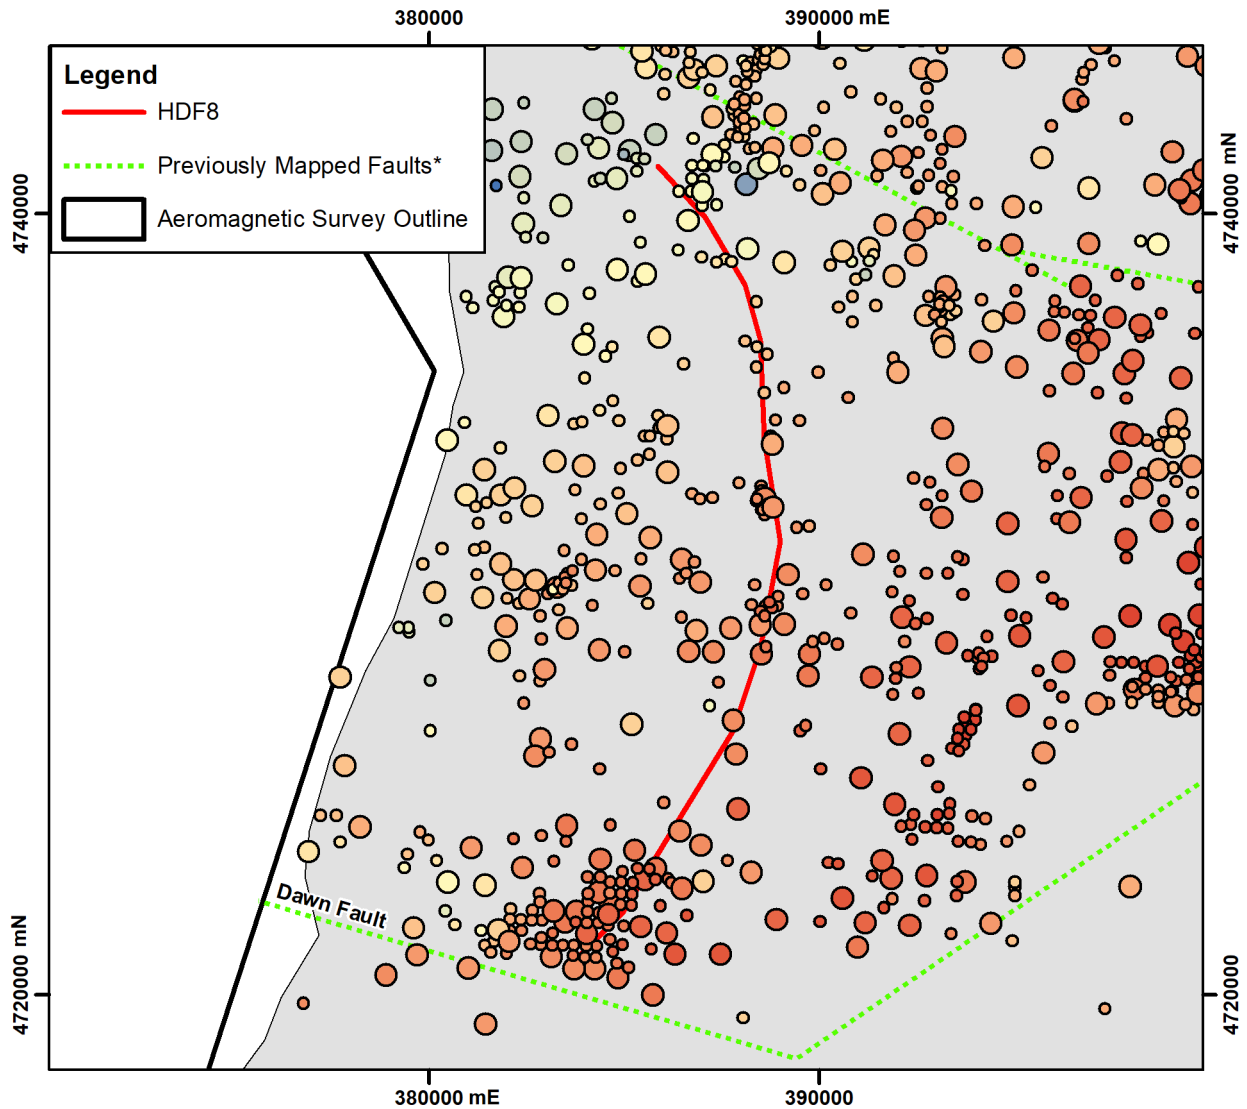 380000
390000 mE
Legend
HDF8
Previously Mapped Faults*
Aeromagnetic Survey Outline
4740000
4740000 mN
Dawn Fault
4720000 mN
4720000
380000 mE
390000